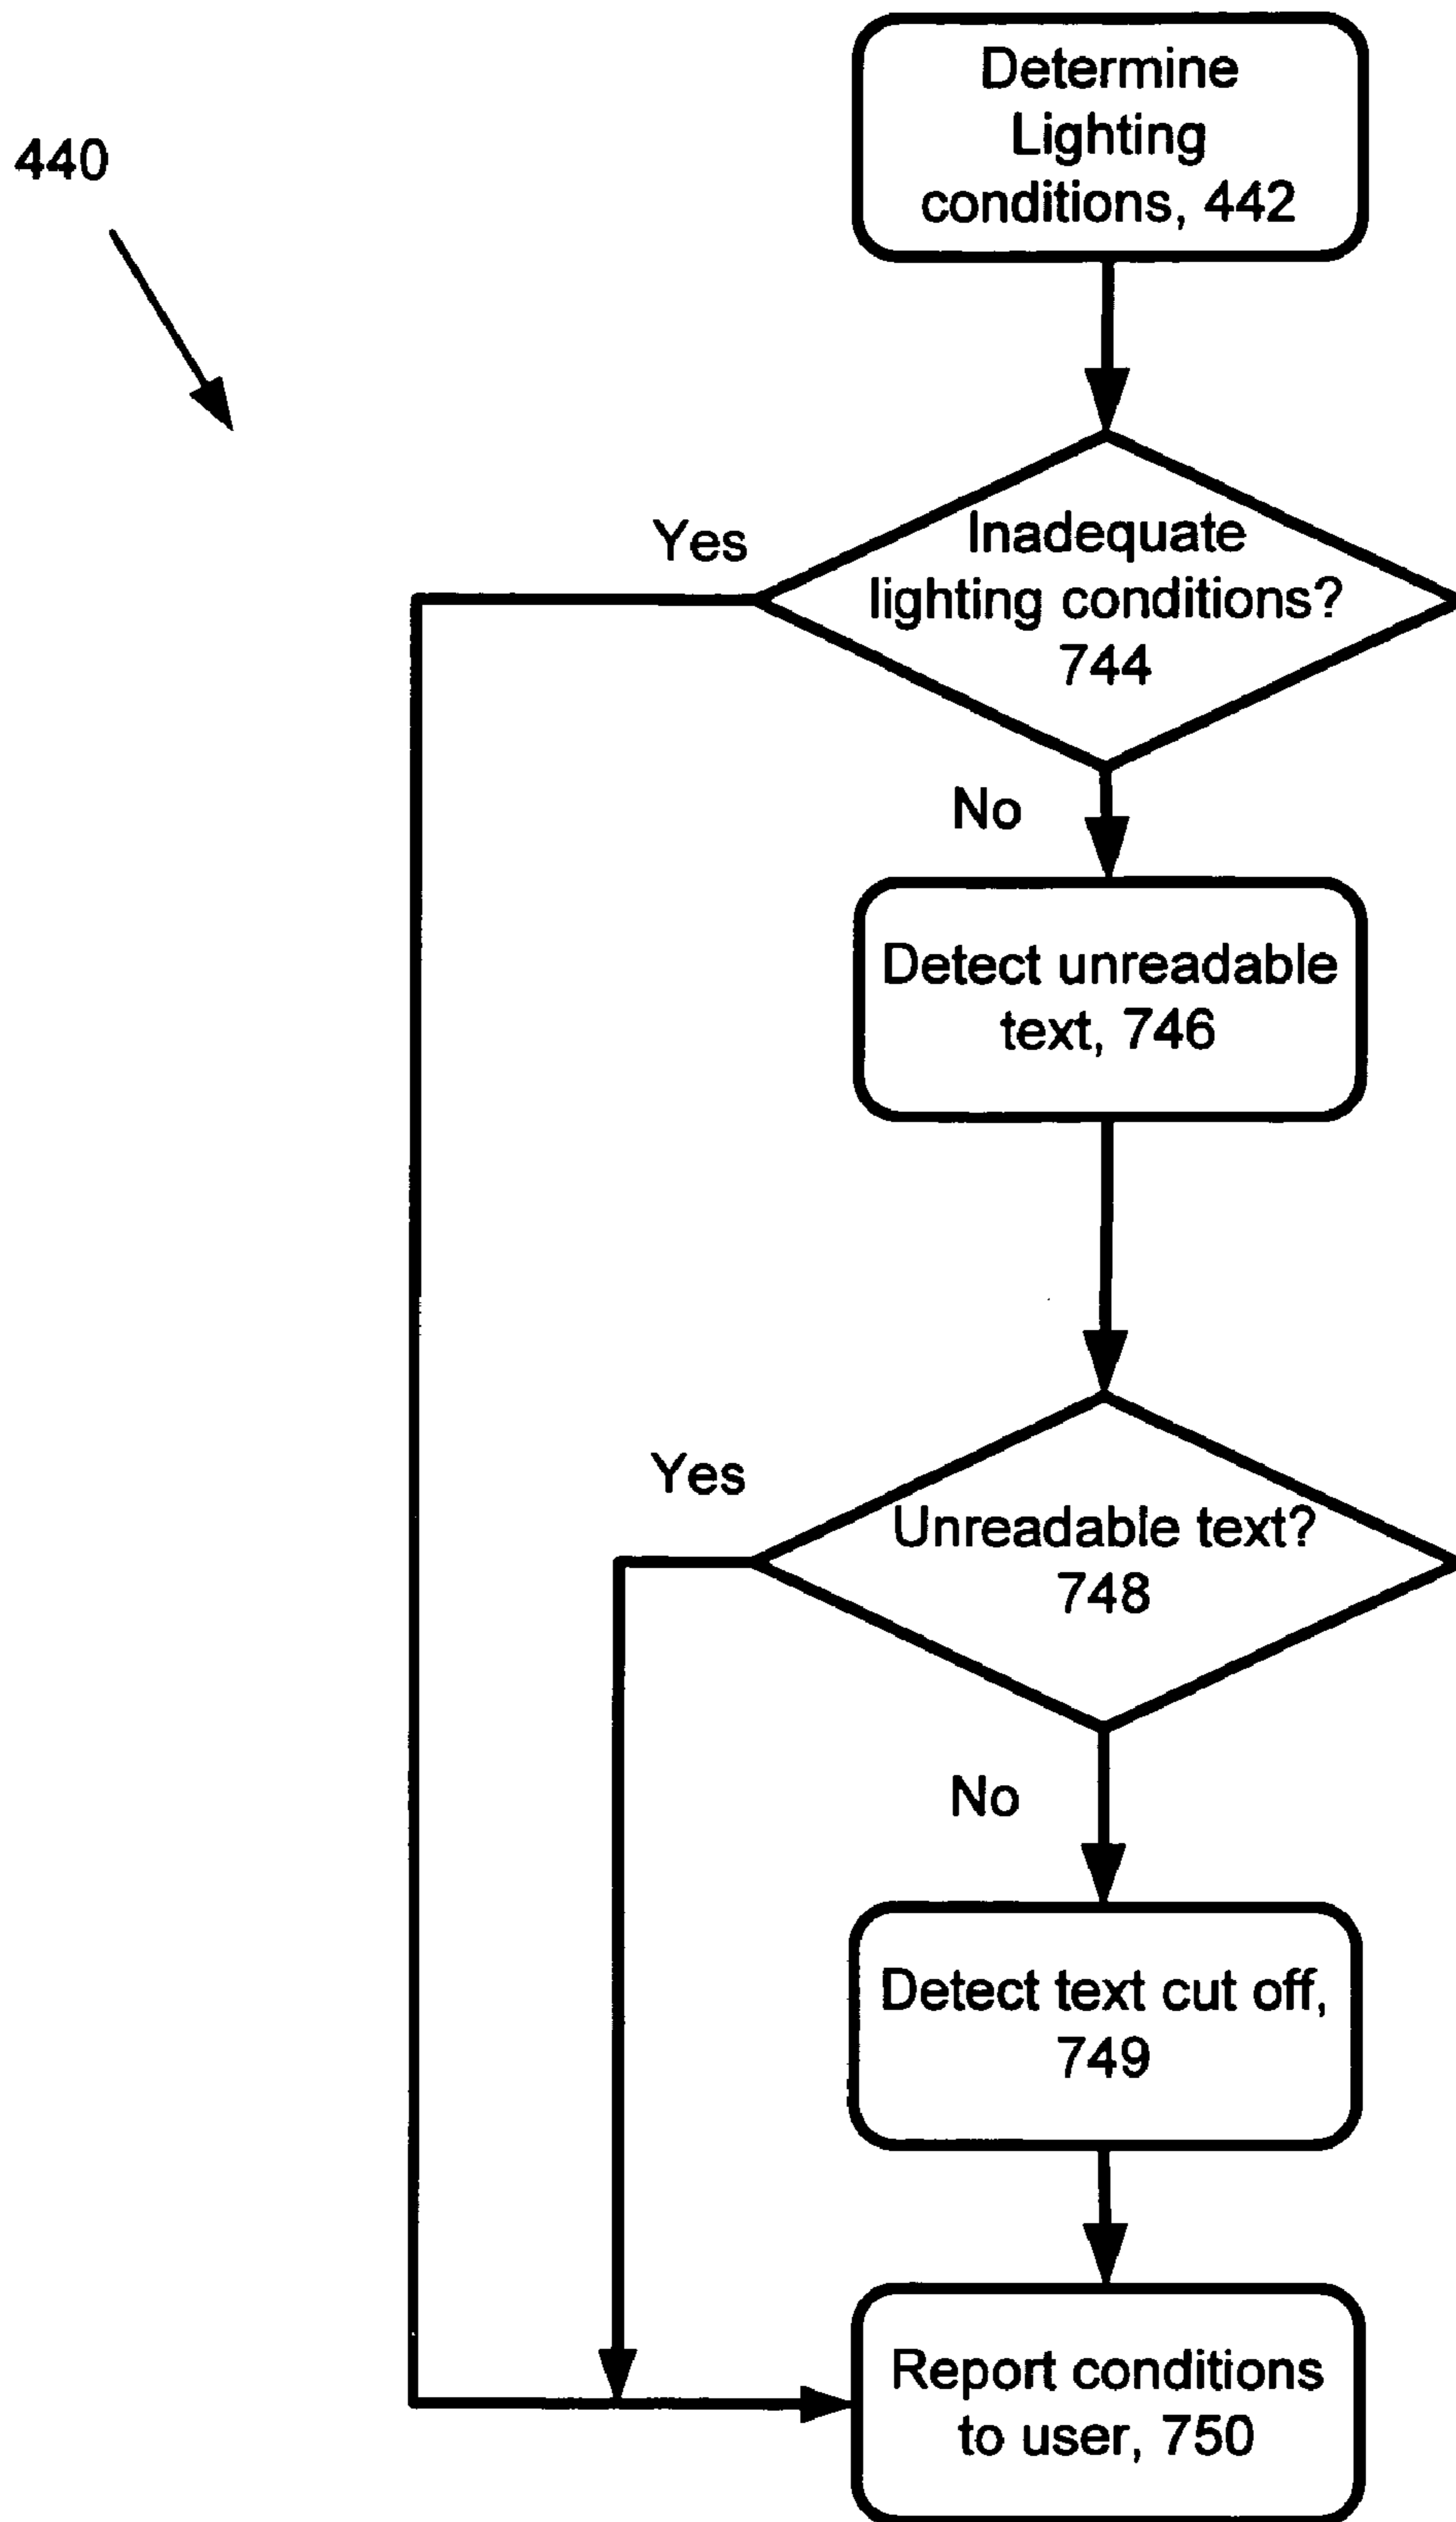 440
Determine
Lighting
conditions, 442
Inadequate
lighting conditions?
744
Yes
No
Detect unreadable
text, 746
Unreadable text?
748
Yes
No
Detect text cut off,
749
Report conditions
to user, 750